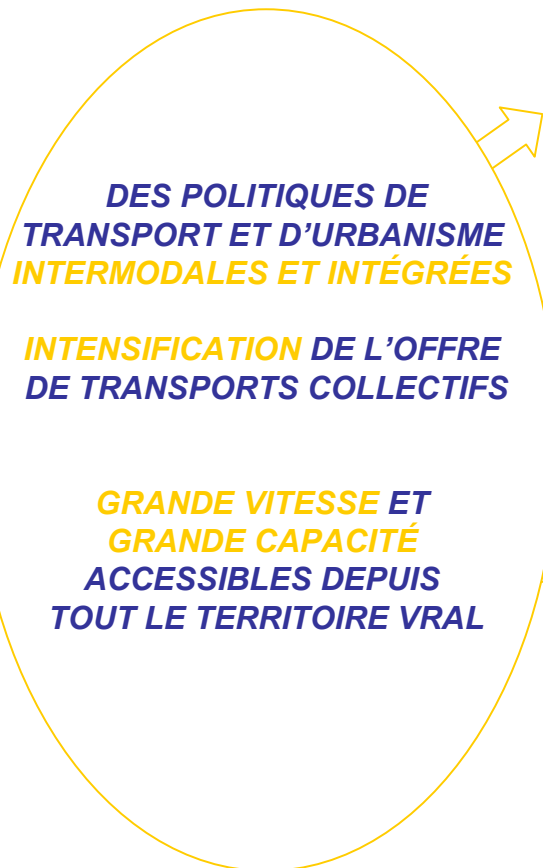 DES POLITIQUES DE
TRANSPORT ET D’URBANISME
INTERMODALES ET INTÉGRÉES
INTENSIFICATION DE L’OFFRE
DE TRANSPORTS COLLECTIFS
GRANDE VITESSE ET
GRANDE CAPACITÉ
ACCESSIBLES DEPUIS
TOUT LE TERRITOIRE VRAL